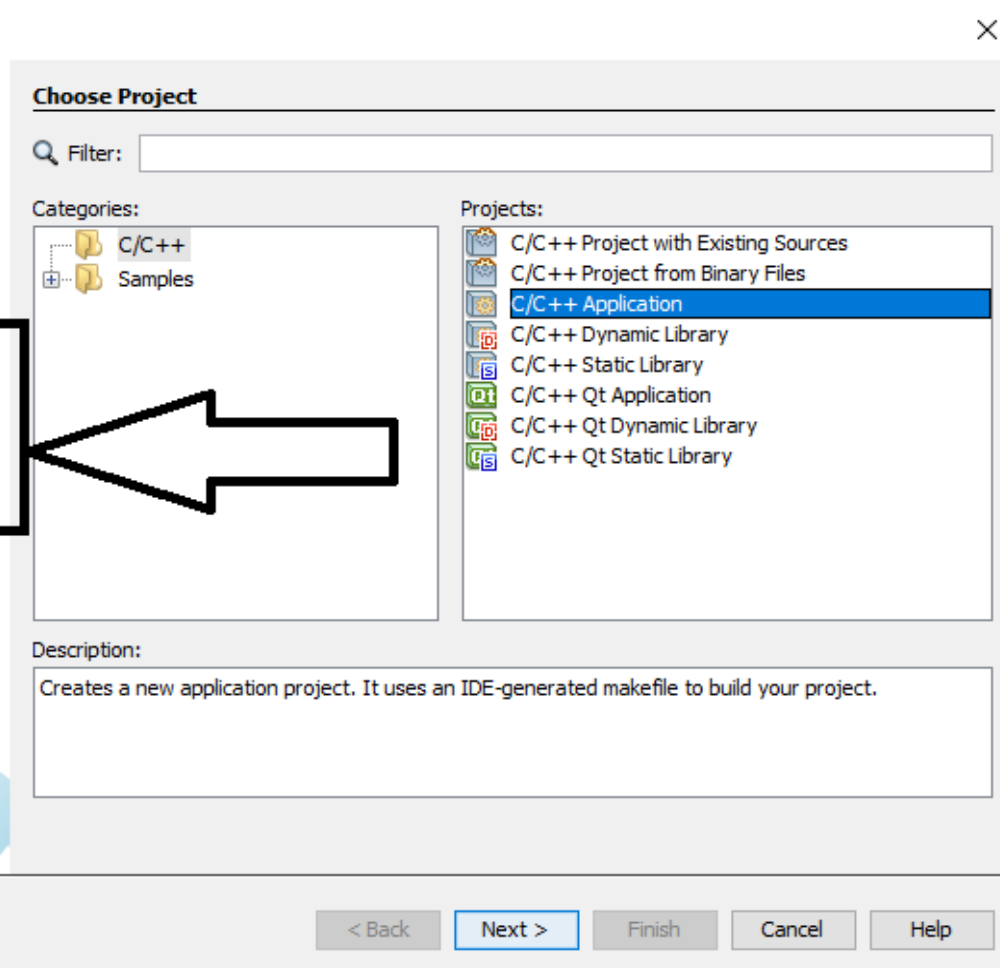 Choose Project
Filter:
Categories:
C/C++
Samples
Projects:
C/C++ Project with Existing Sources
C/C++ Project from Binary Files
C/C++ Application
C/C++ Dynamic Library
C/C++ Static Library
C/C++ Qt Application
C/C++ Qt Dynamic Library
C/C++ Qt Static Library
Description:
Creates a new application project. It uses an IDE-generated makefile to build your project.
< Back
Next >
Finish
Cancel
Help